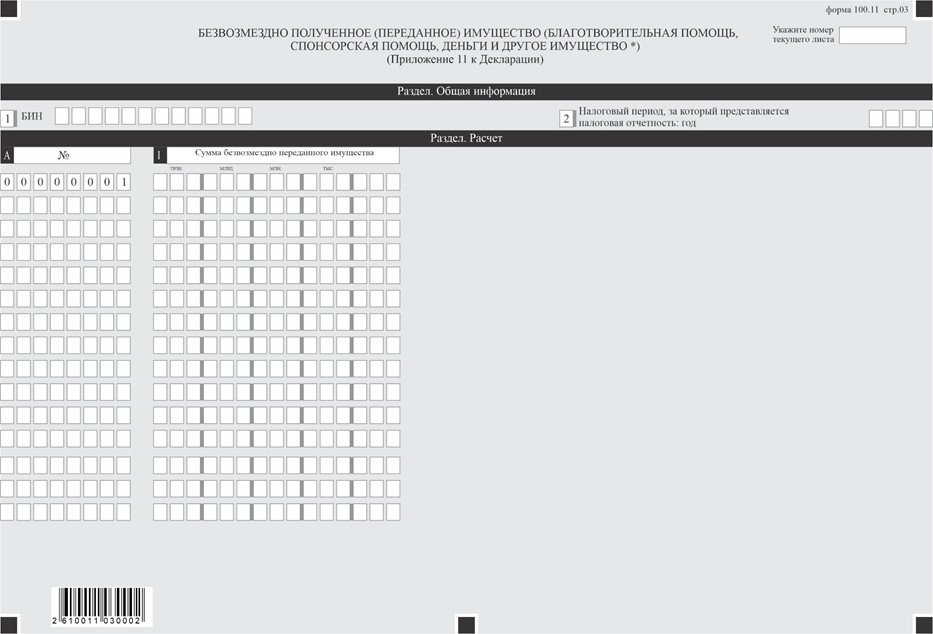 форма 100.11 стр.03
БЕЗВОЗМЕЗДНО ПОЛУЧЕННОЕ (ПЕРЕДАННОЕ) ИМУЩЕСТВО (БЛАГОТВОРИТЕЛЬНАЯ ПОМОЩЬ,
СПОНСОРСКАЯ ПОМОЩЬ, ДЕНЬГИ И ДРУГОЕ ИМУЩЕСТВО *)
(Приложение 11 к Декларации)
Укажите номер
текущего листа
Раздел. Общая информация
1 БИН
2 Налоговый период, за который представляется
налоговая отчетность: год
Раздел. Расчет
A №
I Сумма безвозмездно переданного имущества
трлн млрд млн тыс
0 0 0 0 0 0 0 1
2 610011 030002